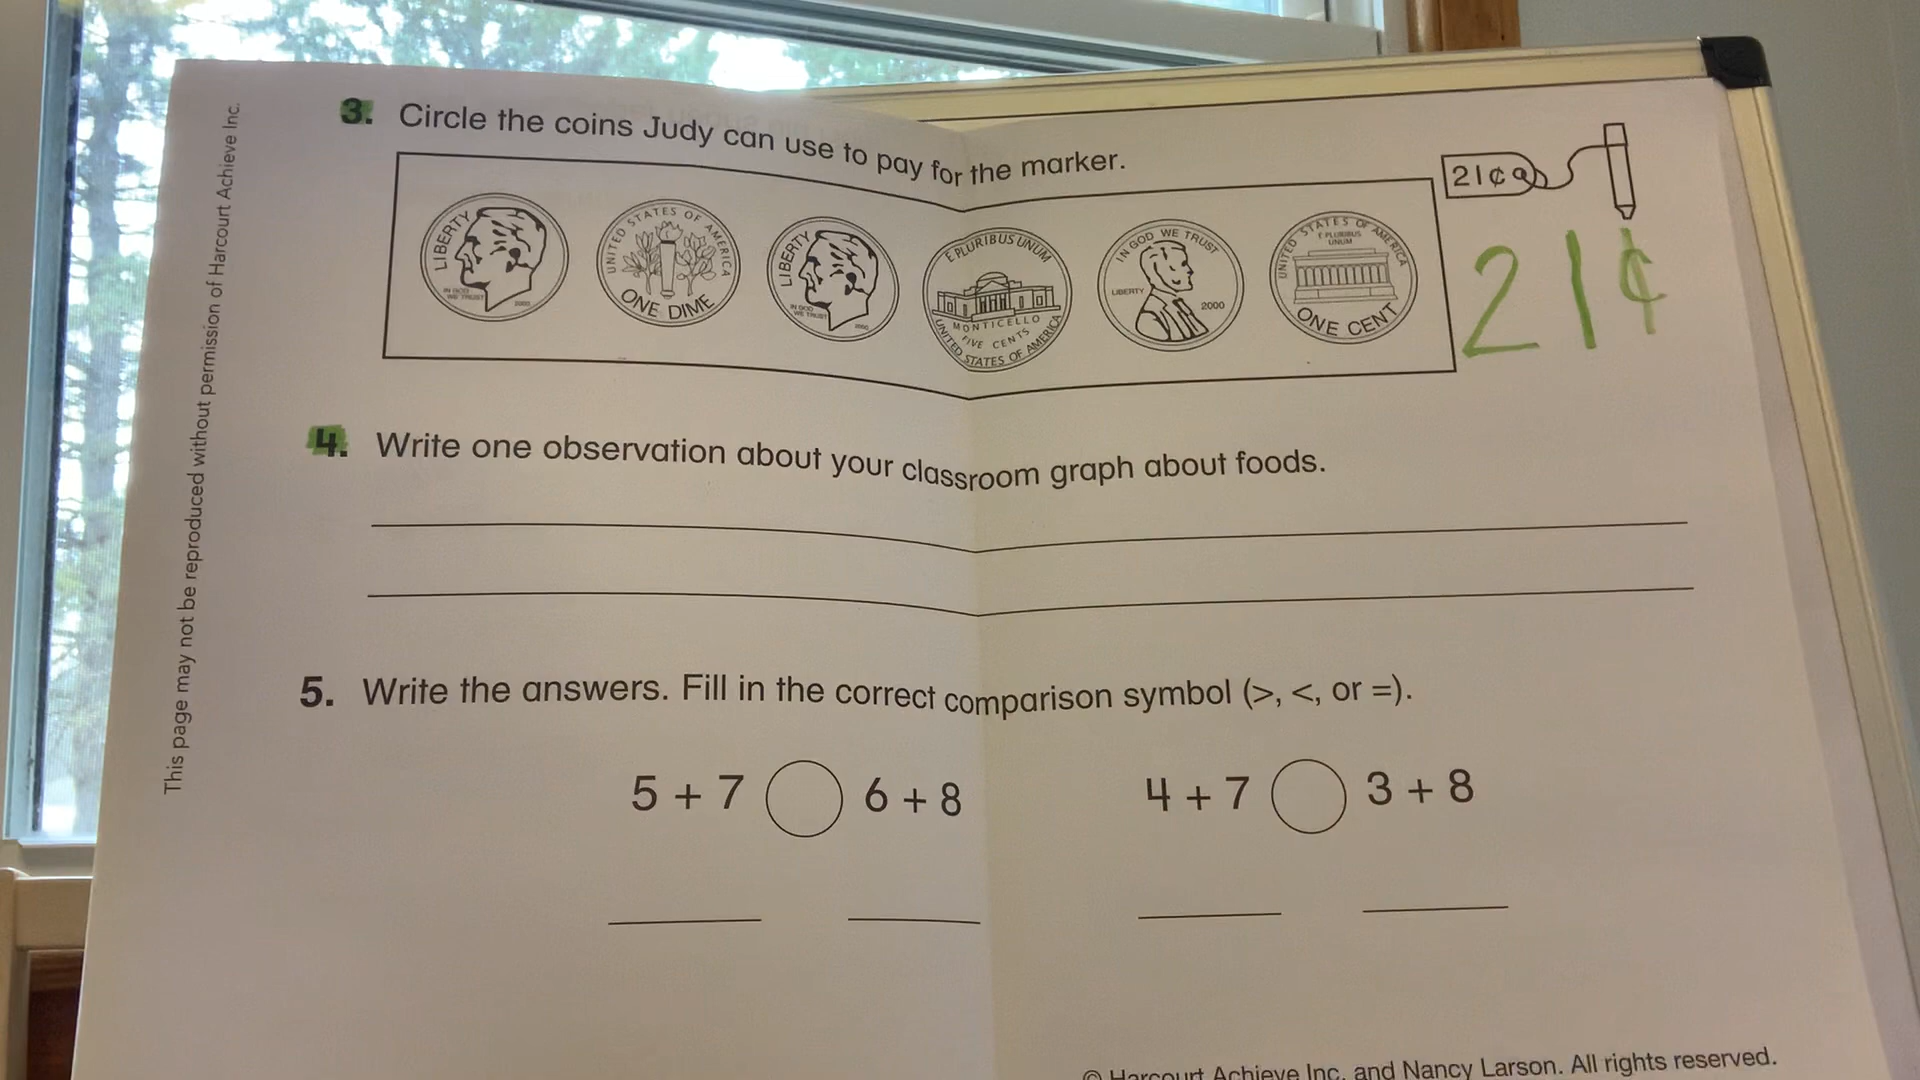 3. Circle the coins Judy can use to pay for the marker.
21¢
LIBERTY
IN GOD
WE TRUST
2000
UNITED STATES OF AMERICA
ONE DIME
LIBERTY
IN GOD
WE TRUST
2000
E PLURIBUS UNUM
MONTICELLO
FIVE CENTS
UNITED STATES OF AMERICA
IN GOD WE TRUST
LIBERTY
2000
UNITED STATES OF AMERICA
E PLURIBUS
UNUM
ONE CENT
21¢
4. Write one observation about your classroom graph about foods.
5. Write the answers. Fill in the correct comparison symbol (>, <, or =).
5 + 7 6 + 8 4 + 7 3 + 8
This page may not be reproduced without permission of Harcourt Achieve Inc.
© Harcourt Achieve Inc. and Nancy Larson. All rights reserved.